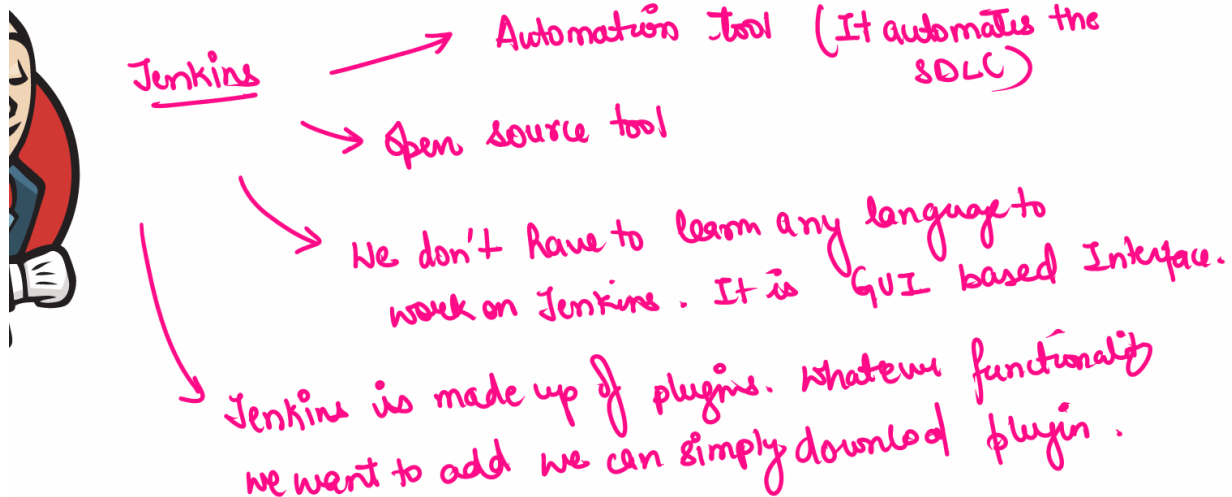 Jenkins
Automation tool (It automates the
SDLC)
Open source tool
We don't have to learn any language to
work on Jenkins. It is GUI based Interface.
Jenkins is made up of plugins. Whatever functionality
we want to add we can simply downlod plugin.